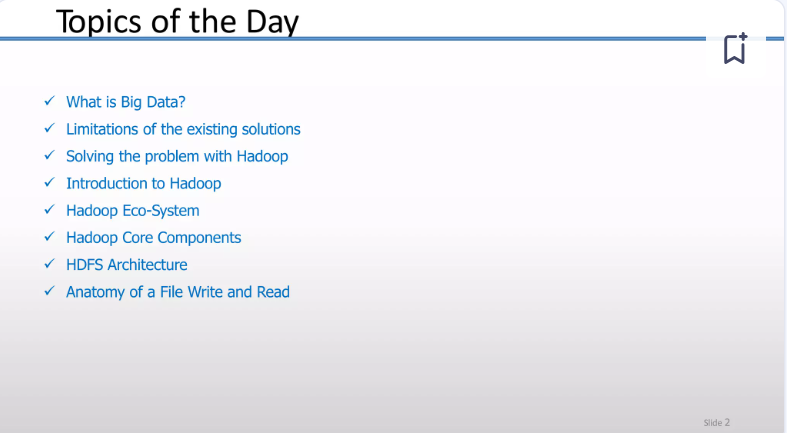 Topics of the Day
What is Big Data?
Limitations of the existing solutions
Solving the problem with Hadoop
Introduction to Hadoop
Hadoop Eco-System
Hadoop Core Components
HDFS Architecture
Anatomy of a File Write and Read
Slide 2